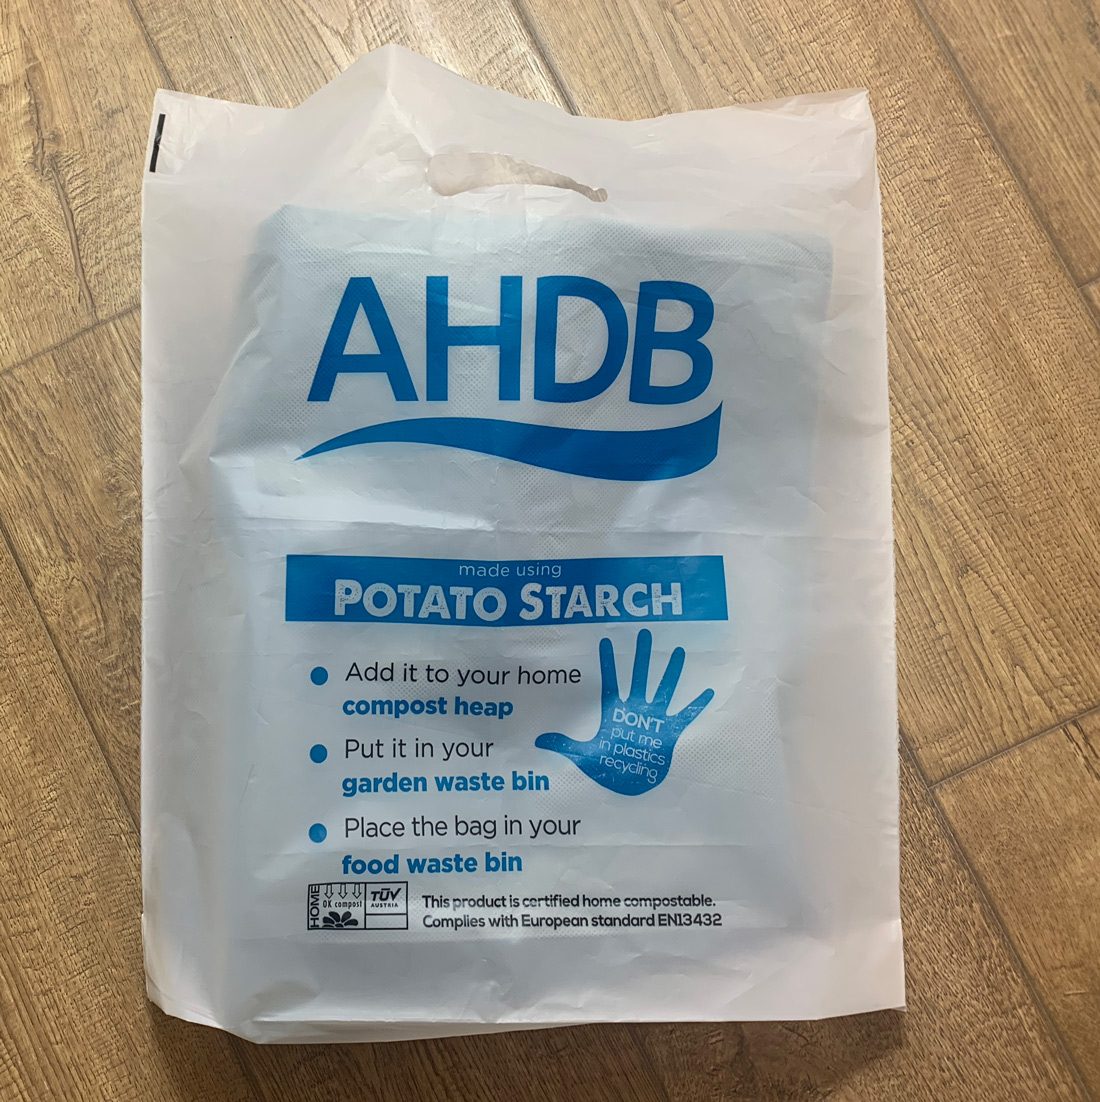 AHDB
made using
POTATO STARCH
Add it to your home
compost heap
Put it in your
garden waste bin
Place the bag in your
food waste bin
DON'T
put me
in plastics
recycling
HOME
OK compost
TÜV
AUSTRIA
This product is certified home compostable.
Complies with European standard EN13432